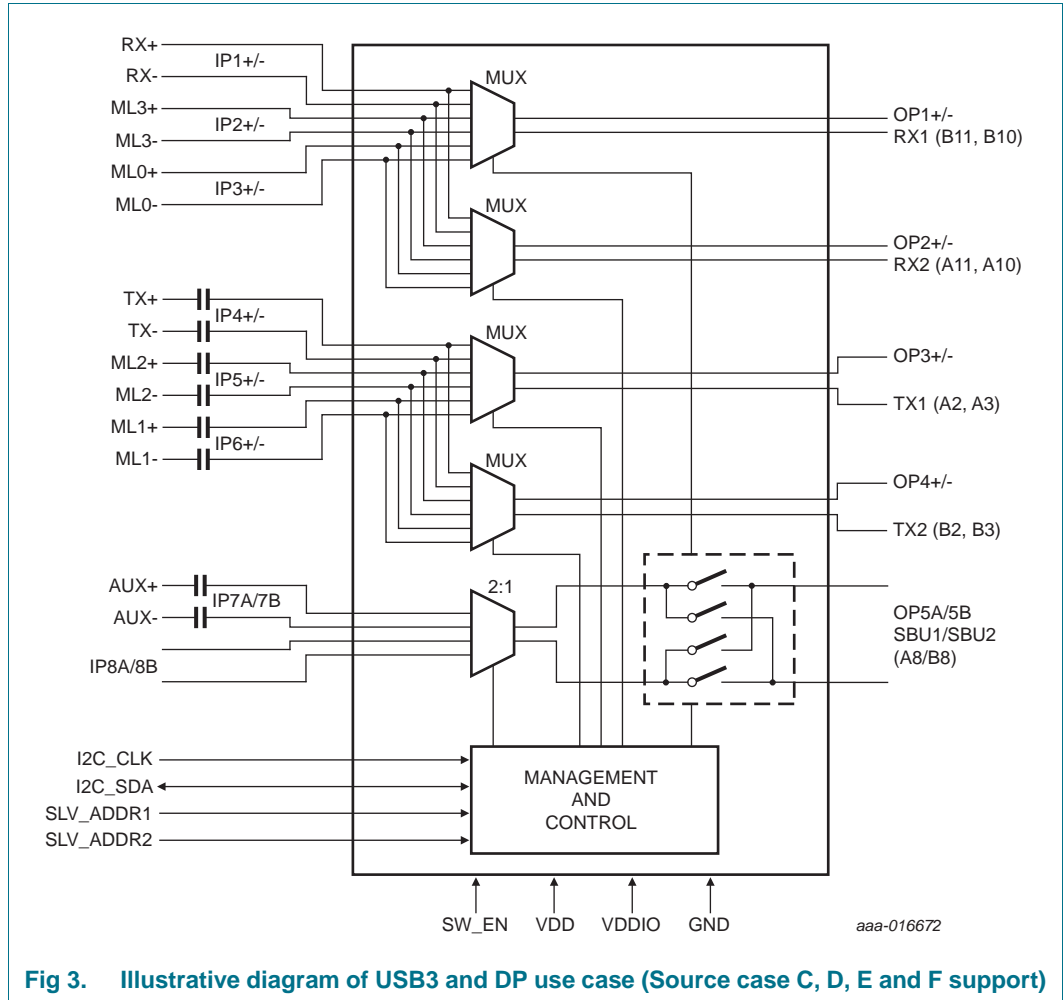 RX+
IP1+/-
RX-
ML3+
IP2+/-
ML3-
ML0+
IP3+/-
ML0-
MUX
OP1+/-
RX1 (B11, B10)
MUX
OP2+/-
RX2 (A11, A10)
TX+
IP4+/-
TX-
ML2+
IP5+/-
ML2-
ML1+
IP6+/-
ML1-
MUX
OP3+/-
TX1 (A2, A3)
MUX
OP4+/-
TX2 (B2, B3)
AUX+
IP7A/7B
AUX-
IP8A/8B
2:1
OP5A/5B
SBU1/SBU2
(A8/B8)
I2C_CLK
I2C_SDA
SLV_ADDR1
SLV_ADDR2
MANAGEMENT
AND
CONTROL
SW_EN VDD VDDIO GND
aaa-016672
Fig 3. Illustrative diagram of USB3 and DP use case (Source case C, D, E and F support)